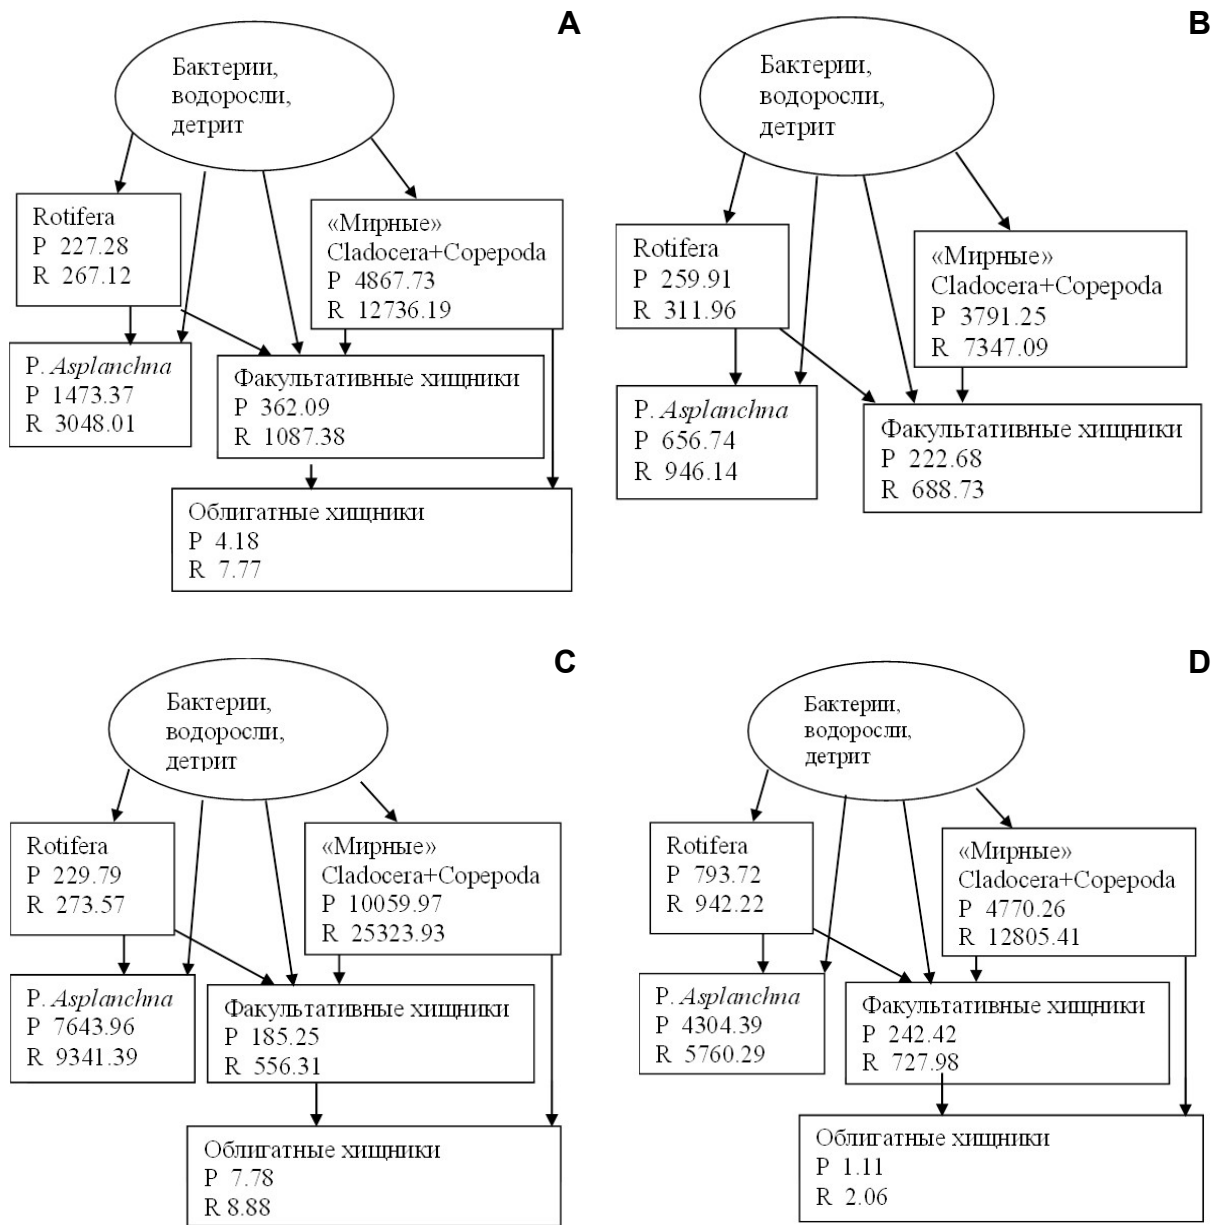 A
Бактерии,
водоросли,
детрит
Rotifera
P 227.28
R 267.12
«Мирные»
Cladocera+Copepoda
P 4867.73
R 12736.19
P. Asplanchna
P 1473.37
R 3048.01
Факультативные хищники
P 362.09
R 1087.38
Облигатные хищники
P 4.18
R 7.77
B
Бактерии,
водоросли,
детрит
Rotifera
P 259.91
R 311.96
«Мирные»
Cladocera+Copepoda
P 3791.25
R 7347.09
P. Asplanchna
P 656.74
R 946.14
Факультативные хищники
P 222.68
R 688.73
C
Бактерии,
водоросли,
детрит
Rotifera
P 229.79
R 273.57
«Мирные»
Cladocera+Copepoda
P 10059.97
R 25323.93
P. Asplanchna
P 7643.96
R 9341.39
Факультативные хищники
P 185.25
R 556.31
Облигатные хищники
P 7.78
R 8.88
D
Бактерии,
водоросли,
детрит
Rotifera
P 793.72
R 942.22
«Мирные»
Cladocera+Copepoda
P 4770.26
R 12805.41
P. Asplanchna
P 4304.39
R 5760.29
Факультативные хищники
P 242.42
R 727.98
Облигатные хищники
P 1.11
R 2.06